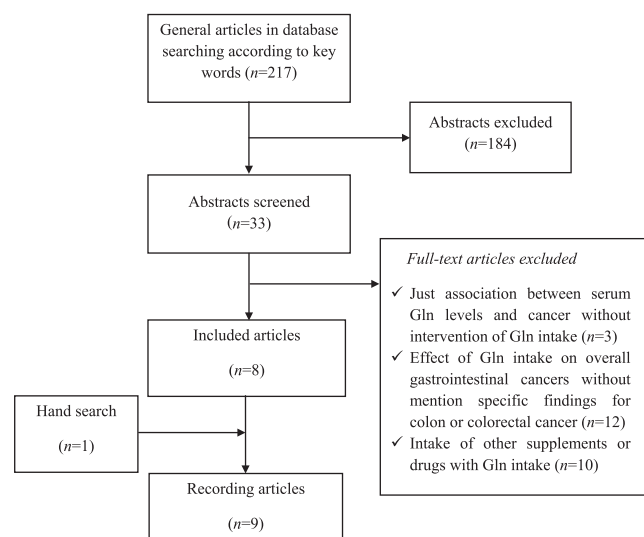 General articles in database
searching according to key
words (n=217)
Abstracts excluded
(n=184)
Abstracts screened
(n=33)
Full-text articles excluded
✓ Just association between serum
Gln levels and cancer without
intervention of Gln intake (n=3)
✓ Effect of Gln intake on overall
gastrointestinal cancers without
mention specific findings for
colon or colorectal cancer (n=12)
✓ Intake of other supplements or
drugs with Gln intake (n=10)
Included articles
(n=8)
Hand search
(n=1)
Recording articles
(n=9)